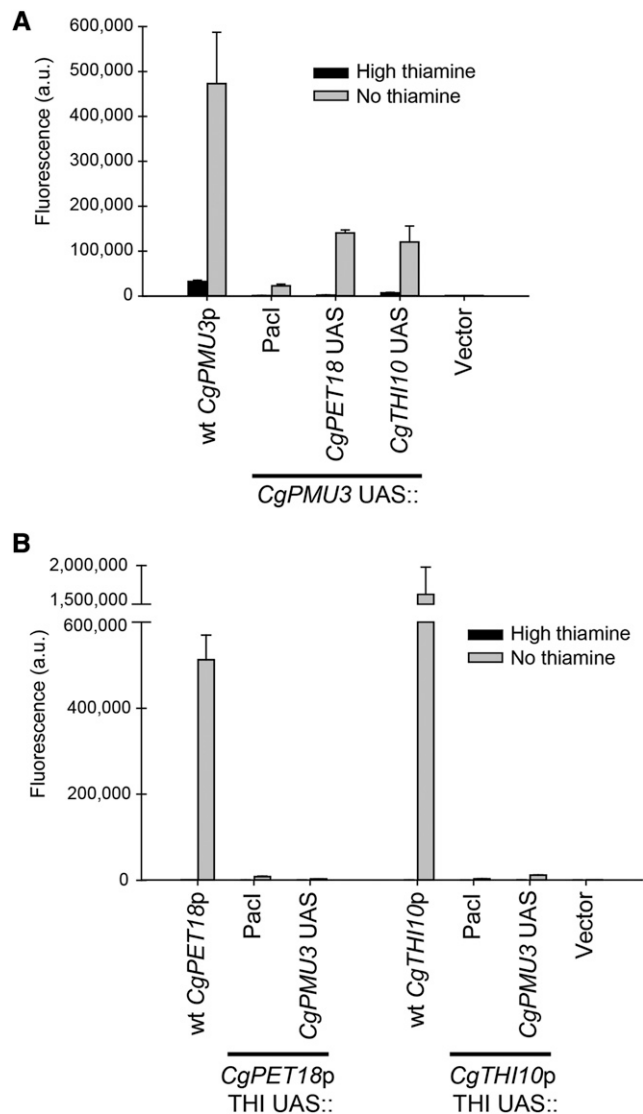 A
600,000
500,000
400,000
300,000
200,000
100,000
0
Fluorescence (a.u.)
High thiamine
No thiamine
wt CgPMU3p
PacI
CgPET18 UAS
CgTHI10 UAS
Vector
CgPMU3 UAS::
B
2,000,000
1,500,000
600,000
400,000
200,000
0
Fluorescence (a.u.)
High thiamine
No thiamine
wt CgPET18p
PacI
CgPMU3 UAS
wt CgTHI10p
PacI
CgPMU3 UAS
Vector
CgPET18p
THI UAS::
CgTHI10p
THI UAS::